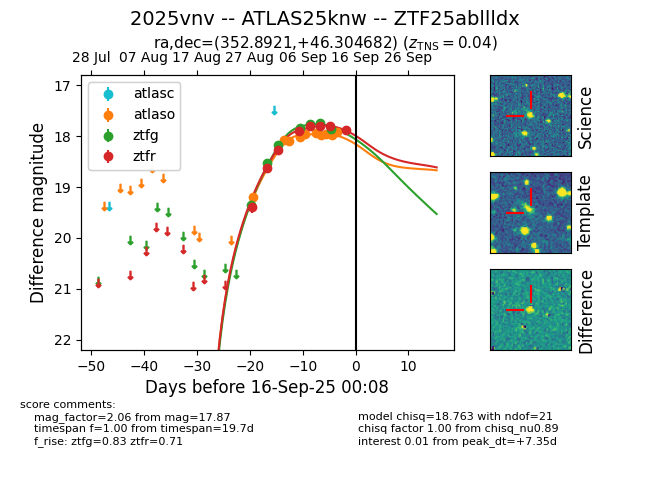 2025vnv -- ATLAS25knw -- ZTF25abllldx
ra,dec=(352.8921,+46.304682) (z_TNS = 0.04)
28 Jul 07 Aug 17 Aug 27 Aug 06 Sep 16 Sep 26 Sep
atlasc
atlaso
ztfg
ztfr
17
18
19
20
21
22
Difference magnitude
−50 −40 −30 −20 −10 0 10
Days before 16-Sep-25 00:08
Science
Template
Difference
score comments:
mag_factor=2.06 from mag=17.87
timespan f=1.00 from timespan=19.7d
f_rise: ztfg=0.83 ztfr=0.71
model chisq=18.763 with ndof=21
chisq factor 1.00 from chisq_nu0.89
interest 0.01 from peak_dt=+7.35d